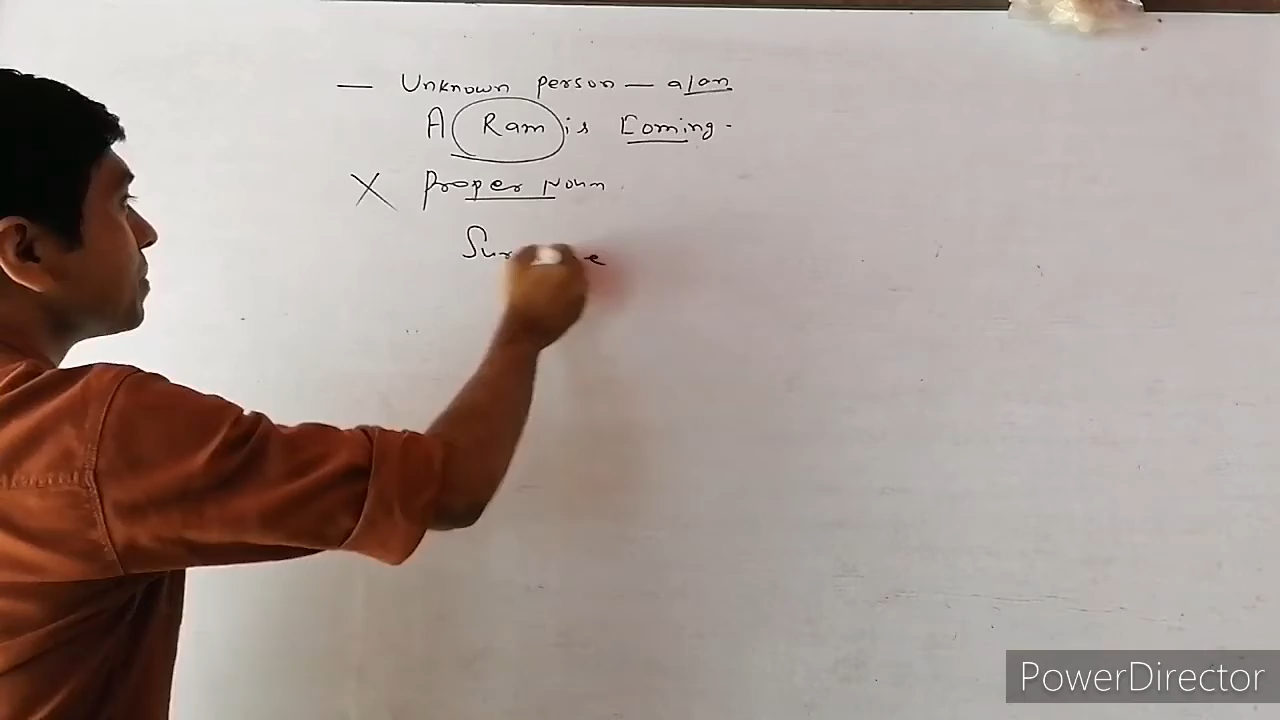 — Unknown person — a/an
A Ram is Coming.
X Proper Noun.
PowerDirector